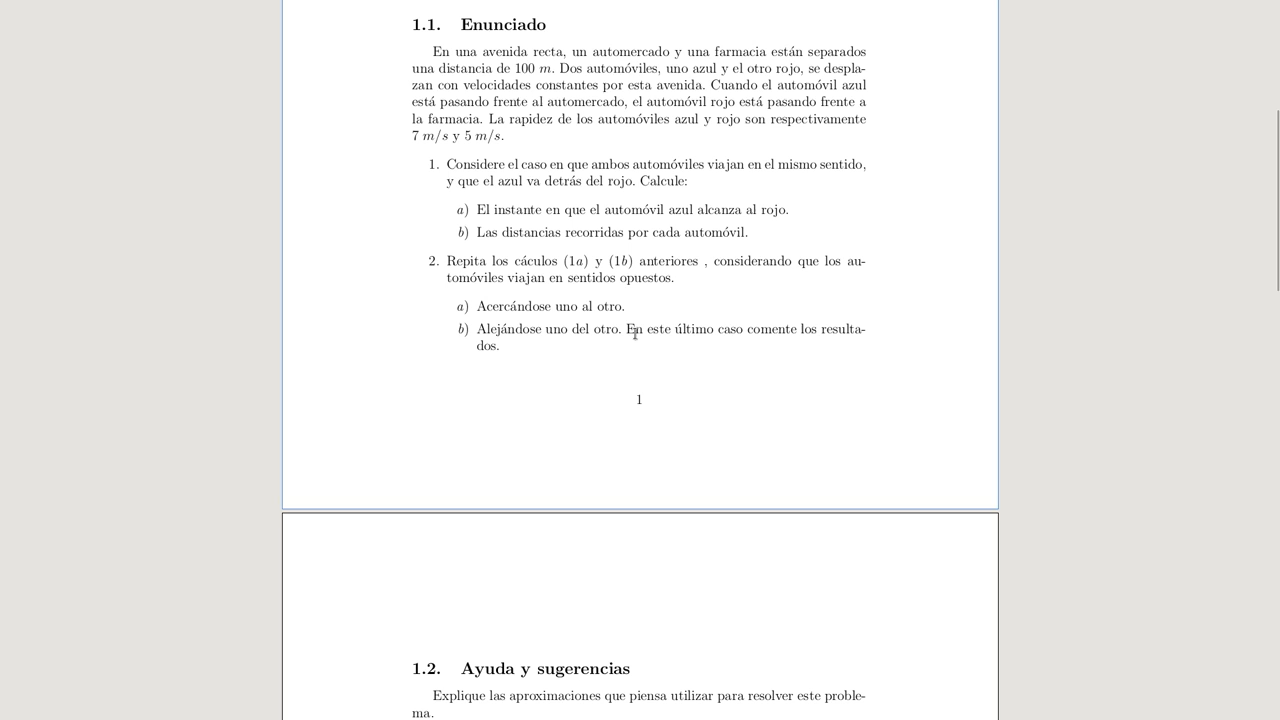 1.1. Enunciado
En una avenida recta, un automercado y una farmacia están separados
una distancia de 100 m. Dos automóviles, uno azul y el otro rojo, se despla-
zan con velocidades constantes por esta avenida. Cuando el automóvil azul
está pasando frente al automercado, el automóvil rojo está pasando frente a
la farmacia. La rapidez de los automóviles azul y rojo son respectivamente
7 m/s y 5 m/s.
1. Considere el caso en que ambos automóviles viajan en el mismo sentido,
y que el azul va detrás del rojo. Calcule:
a) El instante en que el automóvil azul alcanza al rojo.
b) Las distancias recorridas por cada automóvil.
2. Repita los cáculos (1a) y (1b) anteriores , considerando que los au-
tomóviles viajan en sentidos opuestos.
a) Acercándose uno al otro.
b) Alejándose uno del otro. En este último caso comente los resulta-
dos.
1
1.2. Ayuda y sugerencias
Explique las aproximaciones que piensa utilizar para resolver este proble-
ma.